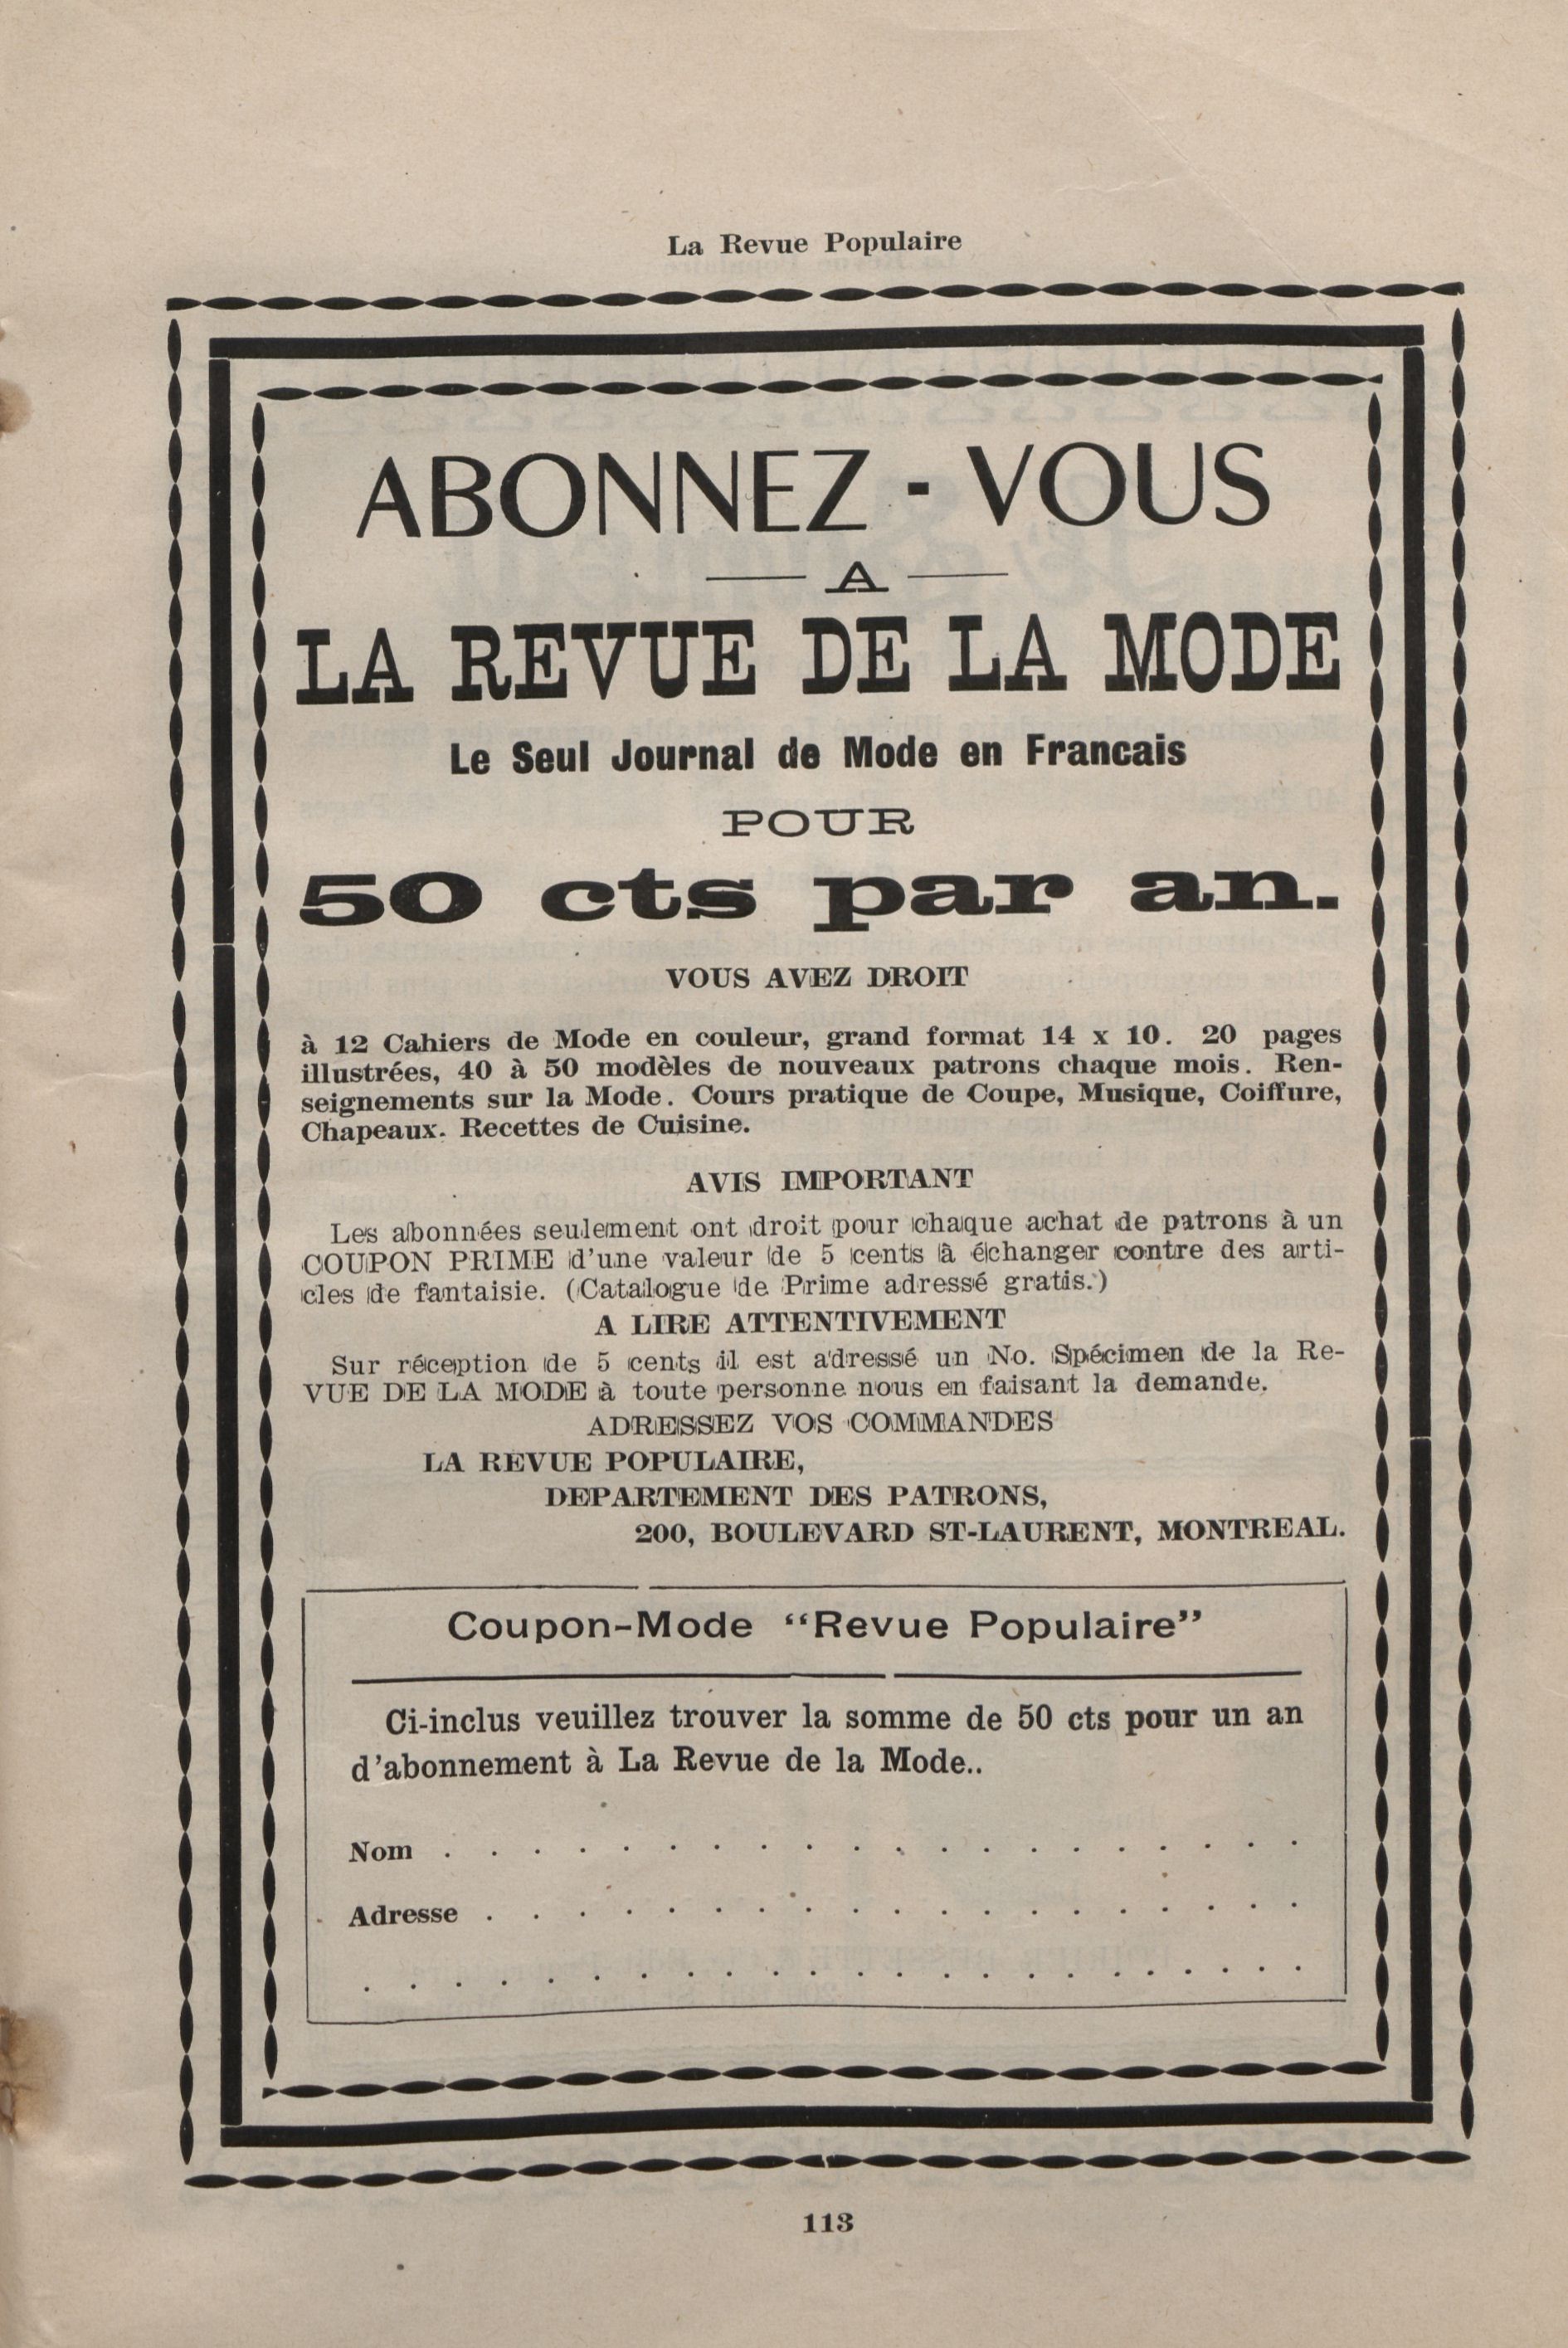 La Revue Populaire
ABONNEZ - VOUS
A
LA REVUE DE LA MODE
Le Seul Journal de Mode en Francais
POUR
50 cts par an.
VOUS AVEZ DROIT
à 12 Cahiers de Mode en couleur, grand format 14 x 10. 20 pages
illustrées, 40 à 50 modèles de nouveaux patrons chaque mois. Ren-
seignements sur la Mode. Cours pratique de Coupe, Musique, Coiffure,
Chapeaux. Recettes de Cuisine.
AVIS IMPORTANT
Les abonnées seulement ont droit pour chaque achat de patrons à un
COUPON PRIME d'une valeur de 5 cents à échanger contre des arti-
cles de fantaisie. (Catalogue de Prime adressé gratis.)
A LIRE ATTENTIVEMENT
Sur réception de 5 cents il est adressé un No. Spécimen de la Re-
VUE DE LA MODE à toute personne nous en faisant la demande.
ADRESSEZ VOS COMMANDES
LA REVUE POPULAIRE,
DEPARTEMENT DES PATRONS,
200, BOULEVARD ST-LAURENT, MONTREAL.
Coupon-Mode “Revue Populaire”
Ci-inclus veuillez trouver la somme de 50 cts pour un an
d'abonnement à La Revue de la Mode..
Nom . . . . . . . . . . . . . . . . . . . .
Adresse . . . . . . . . . . . . . . . . . . .
. . . . . . . . . . . . . . . . . . . . .
113